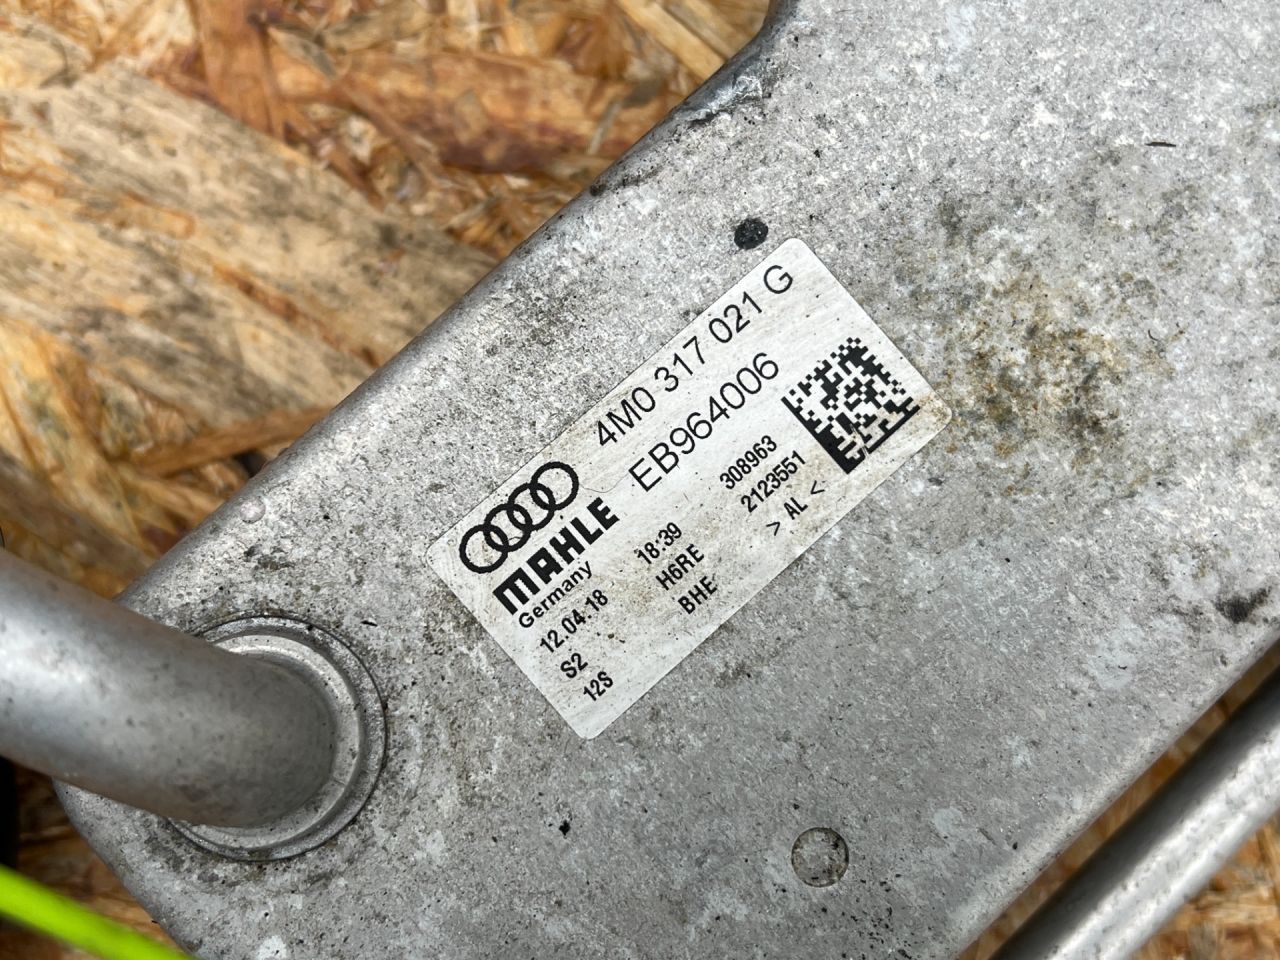 4M0 317 021 G
EB964006
MAHLE
Germany
12.04.18 18:39 308963
S2 H6RE 2123551
12S BHE > AL <